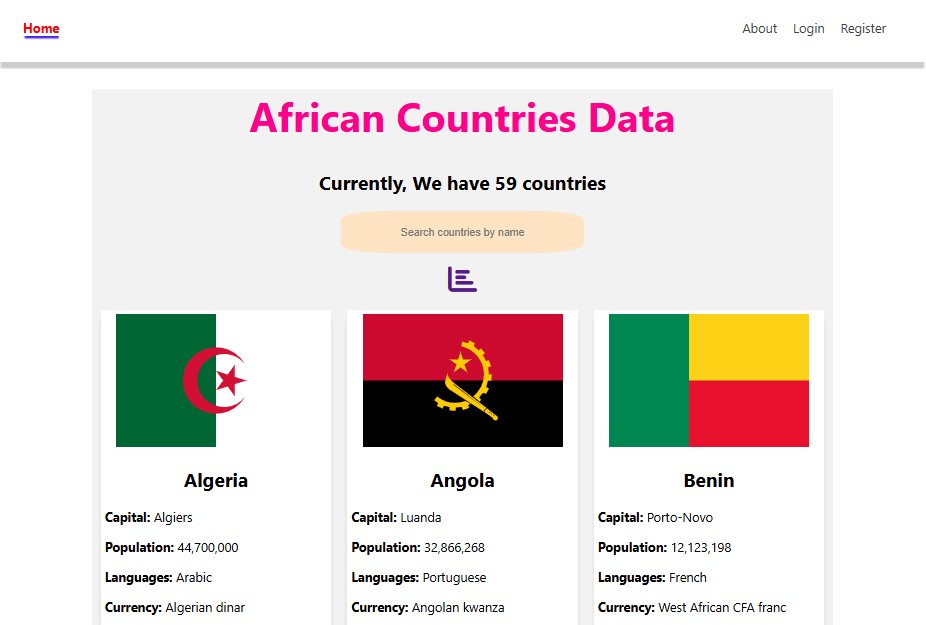 Home About Login Register
African Countries Data
Currently, We have 59 countries
Search countries by name
Algeria
Capital: Algiers
Population: 44,700,000
Languages: Arabic
Currency: Algerian dinar
Angola
Capital: Luanda
Population: 32,866,268
Languages: Portuguese
Currency: Angolan kwanza
Benin
Capital: Porto-Novo
Population: 12,123,198
Languages: French
Currency: West African CFA franc